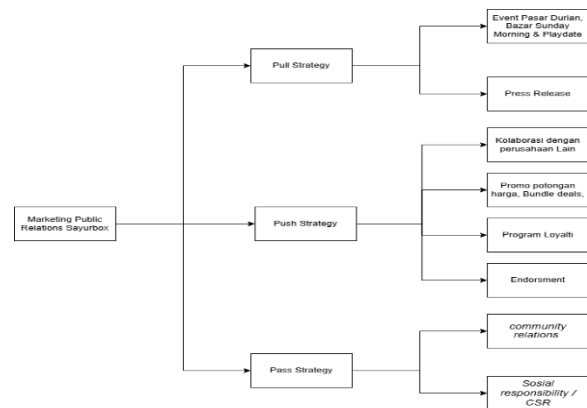 Event Pasar Durian,
Bazar Sunday
Morning & Playdate
Pull Strategy
Press Release
Kolaborasi dengan
perusahaan Lain
Promo potongan
harga, Bundle deals,
Marketing Public
Relations Sayurbox
Push Strategy
Program Loyalti
Endorsment
community
relations
Pass Strategy
Sosial
responsibility /
CSR